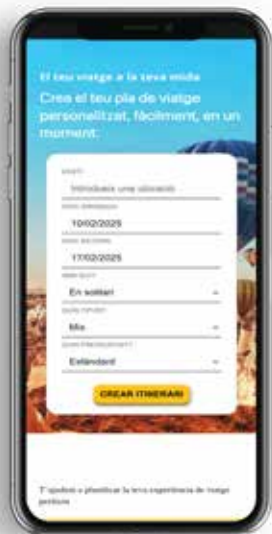 El teu viatge a la teva mida
Crea el teu pla de viatge
personalitzat, fàcilment, en un
moment.
Introdueix una ubicació
10/02/2025
17/02/2025
En solitari
Mix
Estàndard
CREAR ITINERARI
T'ajudem a planificar la teva experiència de viatge
perfecta